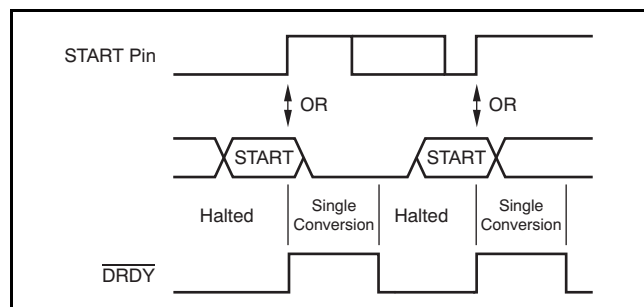 START Pin
OR OR
START START
Halted Single Conversion Halted Single Conversion
DRDY